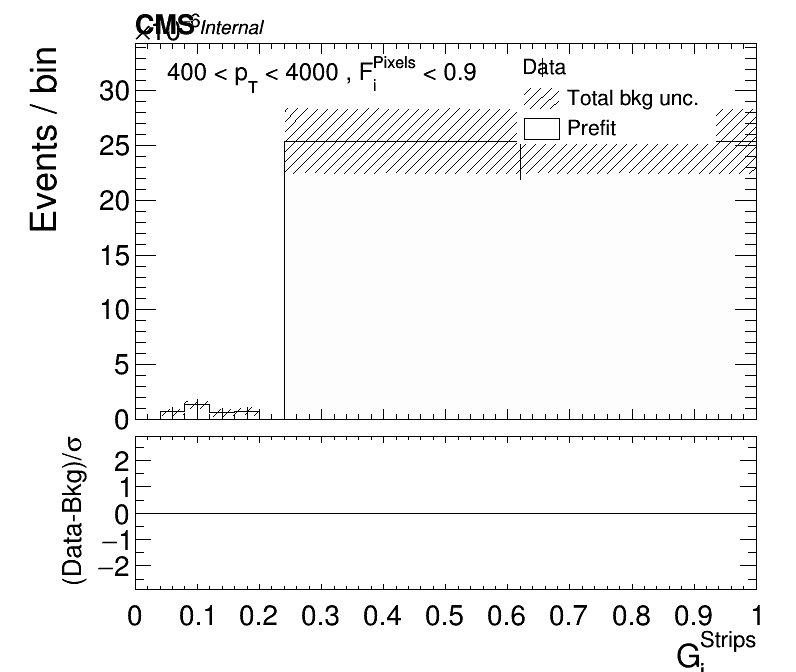 CMS Internal
×10⁻⁶
400 < p_T < 4000 , F_i^Pixels < 0.9
Data
Total bkg unc.
Prefit
Events / bin
30
25
20
15
10
5
0
(Data-Bkg)/σ
2
1
0
−1
−2
0 0.1 0.2 0.3 0.4 0.5 0.6 0.7 0.8 0.9 1
G_i^Strips